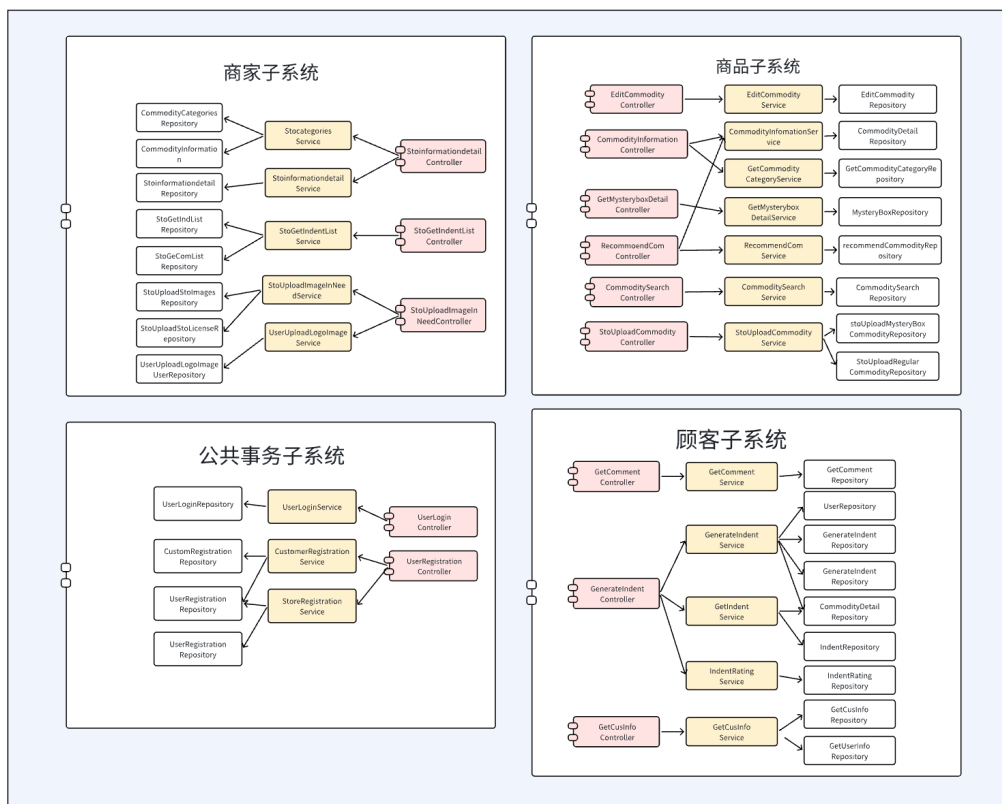 商家子系统
CommodityCategories
Repository
CommodityInformatio
n
Stoinformationdetail
Repository
StoGetIndList
Repository
StoGeComList
Repository
StoUploadStoImages
Repository
StoUploadStoLicenseR
epository
UserUploadLogoImage
UserRepository
Stocategories
Service
Stoinformationdetail
Service
StoGetIndentList
Service
StoUploadImageInNee
dService
UserUploadLogoImage
Service
Stoinformationdetail
Controller
StoGetIndentList
Controller
StoUploadImageIn
NeedController
商品子系统
EditCommodity
Controller
CommodityInformation
Controller
GetMysteryboxDetail
Controller
RecommoendCom
Controller
CommoditySearch
Controller
StoUploadCommodity
Controller
EditCommodity
Service
CommodityInfomationSer
vice
GetCommodity
CategoryService
GetMysterybox
DetailService
RecommendCom
Service
CommoditySearch
Service
StoUploadCommodity
Service
EditCommodity
Repository
CommodityDetail
Repository
GetCommodityCategoryRe
pository
MysteryBoxRepository
recommendCommodityRep
ository
CommoditySearch
Repository
stoUploadMysteryBox
CommodityRepository
StoUploadRegular
CommodityRepository
公共事务子系统
UserLoginRepository
CustomRegistration
Repository
UserRegistration
Repository
UserRegistration
Repository
UserLoginService
CustomerRegistration
Service
StoreRegistration
Service
UserLogin
Controller
UserRegistration
Controller
顾客子系统
GetComment
Controller
GenerateIndent
Controller
GetCusInfo
Controller
GetComment
Service
GenerateIndent
Service
GetIndent
Service
IndentRating
Service
GetCusInfo
Service
GetComment
Repository
UserRepository
GenerateIndent
Repository
GenerateIndent
Repository
CommodityDetail
Repository
IndentRepository
IndentRating
Repository
GetCusInfo
Repository
GetUserInfo
Repository